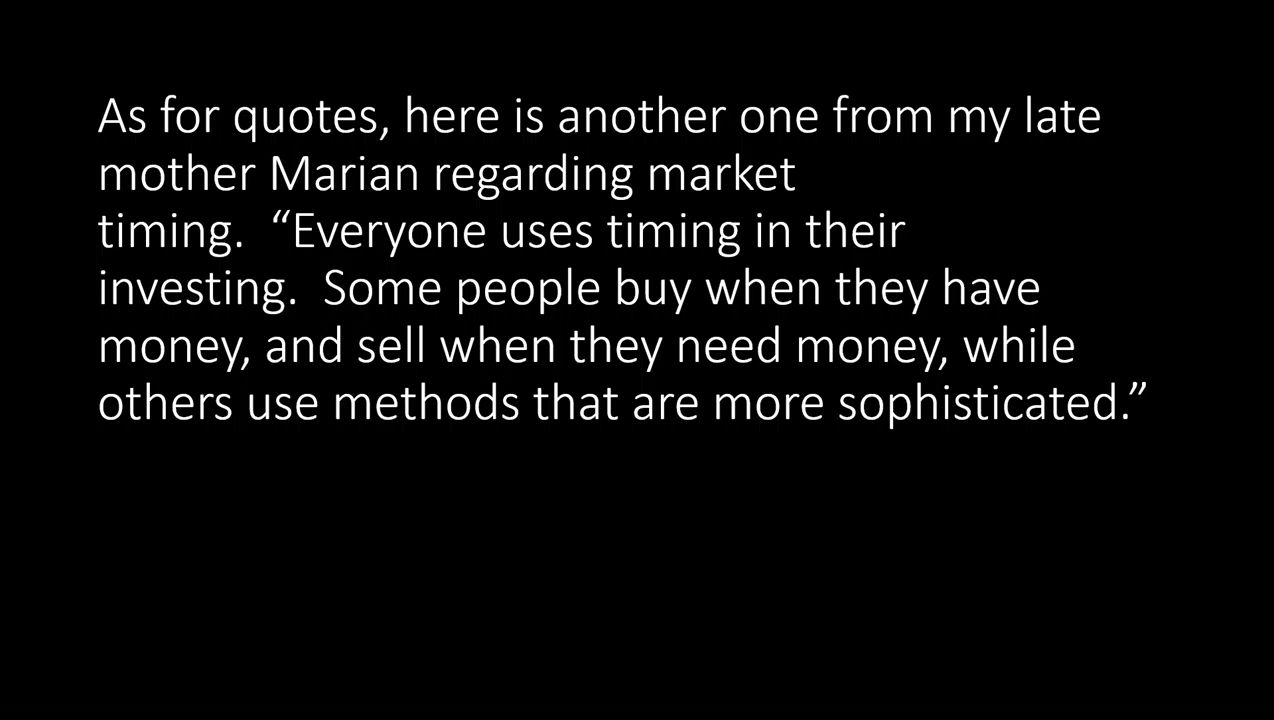 As for quotes, here is another one from my late
mother Marian regarding market
timing.  “Everyone uses timing in their
investing.  Some people buy when they have
money, and sell when they need money, while
others use methods that are more sophisticated.”